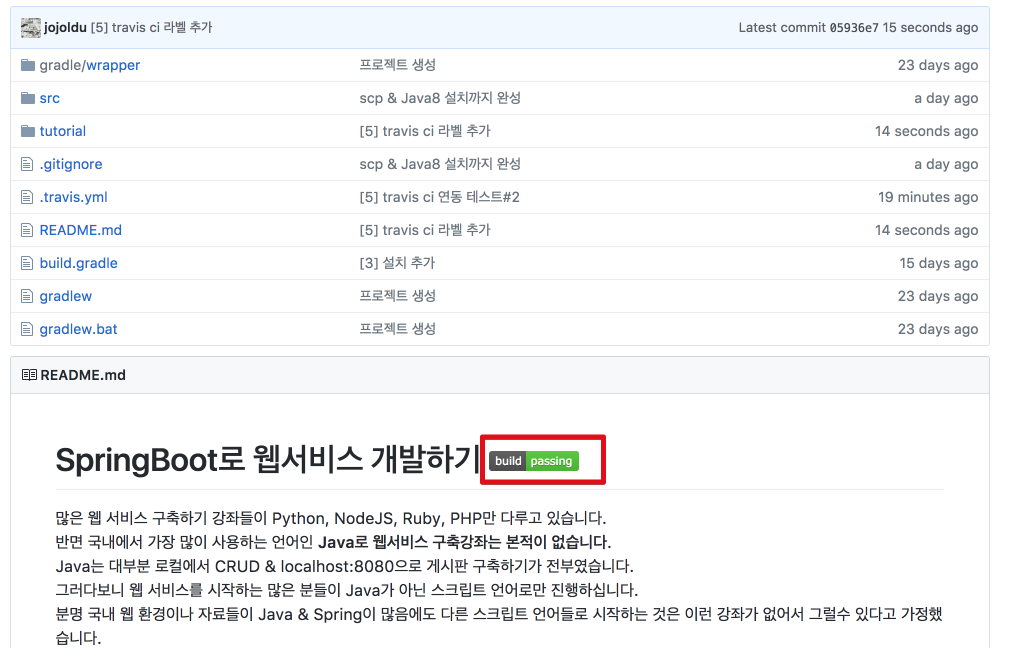 jojoldu [5] travis ci 라벨 추가 Latest commit 05936e7 15 seconds ago
gradle/wrapper 프로젝트 생성 23 days ago
src scp & Java8 설치까지 완성 a day ago
tutorial [5] travis ci 라벨 추가 14 seconds ago
.gitignore scp & Java8 설치까지 완성 a day ago
.travis.yml [5] travis ci 연동 테스트#2 19 minutes ago
README.md [5] travis ci 라벨 추가 14 seconds ago
build.gradle [3] 설치 추가 15 days ago
gradlew 프로젝트 생성 23 days ago
gradlew.bat 프로젝트 생성 23 days ago
README.md
SpringBoot로 웹서비스 개발하기 build passing
많은 웹 서비스 구축하기 강좌들이 Python, NodeJS, Ruby, PHP만 다루고 있습니다.
반면 국내에서 가장 많이 사용하는 언어인 Java로 웹서비스 구축강좌는 본적이 없습니다.
Java는 대부분 로컬에서 CRUD & localhost:8080으로 게시판 구축하기가 전부였습니다.
그러다보니 웹 서비스를 시작하는 많은 분들이 Java가 아닌 스크립트 언어로만 진행하십니다.
분명 국내 웹 환경이나 자료들이 Java & Spring이 많음에도 다른 스크립트 언어들로 시작하는 것은 이런 강좌가 없어서 그럴수 있다고 가정했
습니다.